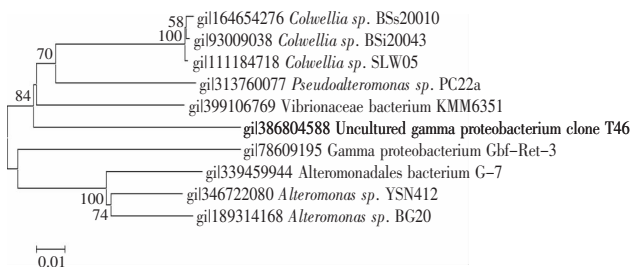 58
gi|164654276 Colwellia sp. BSs20010
100
gi|93009038 Colwellia sp. BSi20043
gi|111184718 Colwellia sp. SLW05
70
gi|313760077 Pseudoalteromonas sp. PC22a
84
gi|399106769 Vibrionaceae bacterium KMM6351
gi|386804588 Uncultured gamma proteobacterium clone T46
gi|78609195 Gamma proteobacterium Gbf-Ret-3
gi|339459944 Alteromonadales bacterium G-7
100
gi|346722080 Alteromonas sp. YSN412
74
gi|189314168 Alteromonas sp. BG20
0.01